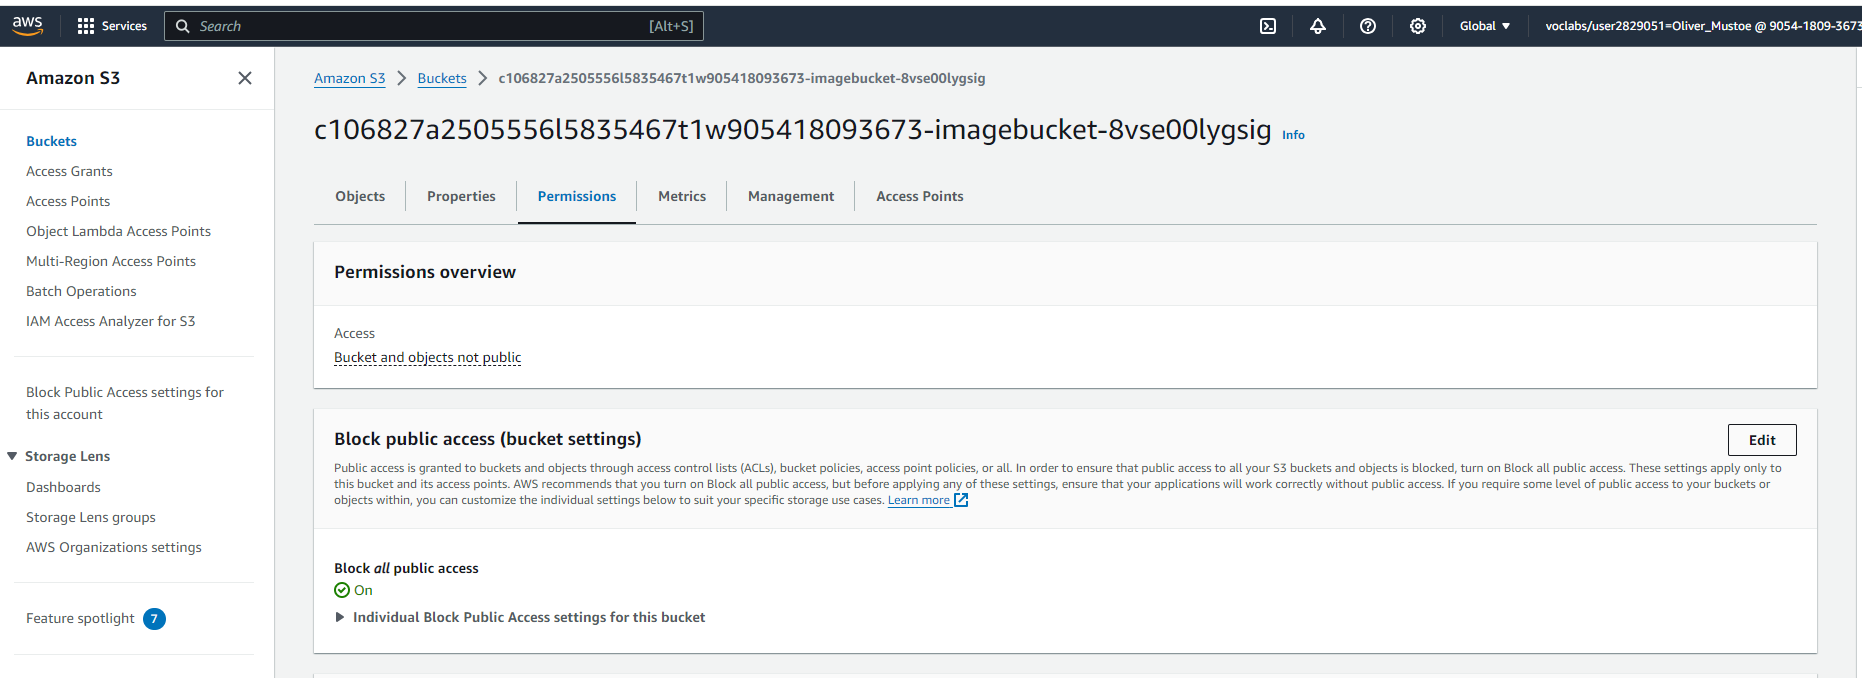 aws
Services
Search
[Alt+S]
Global
voclabs/user2829051=Oliver_Mustoe @ 9054-1809-3673
Amazon S3
Buckets
Access Grants
Access Points
Object Lambda Access Points
Multi-Region Access Points
Batch Operations
IAM Access Analyzer for S3
Block Public Access settings for
this account
Storage Lens
Dashboards
Storage Lens groups
AWS Organizations settings
Feature spotlight 7
Amazon S3 > Buckets > c106827a2505556l5835467t1w905418093673-imagebucket-8vse00lygsig
c106827a2505556l5835467t1w905418093673-imagebucket-8vse00lygsig Info
Objects
Properties
Permissions
Metrics
Management
Access Points
Permissions overview
Access
Bucket and objects not public
Block public access (bucket settings)
Edit
Public access is granted to buckets and objects through access control lists (ACLs), bucket policies, access point policies, or all. In order to ensure that public access to all your S3 buckets and objects is blocked, turn on Block all public access. These settings apply only to
this bucket and its access points. AWS recommends that you turn on Block all public access, but before applying any of these settings, ensure that your applications will work correctly without public access. If you require some level of public access to your buckets or
objects within, you can customize the individual settings below to suit your specific storage use cases. Learn more
Block all public access
On
Individual Block Public Access settings for this bucket